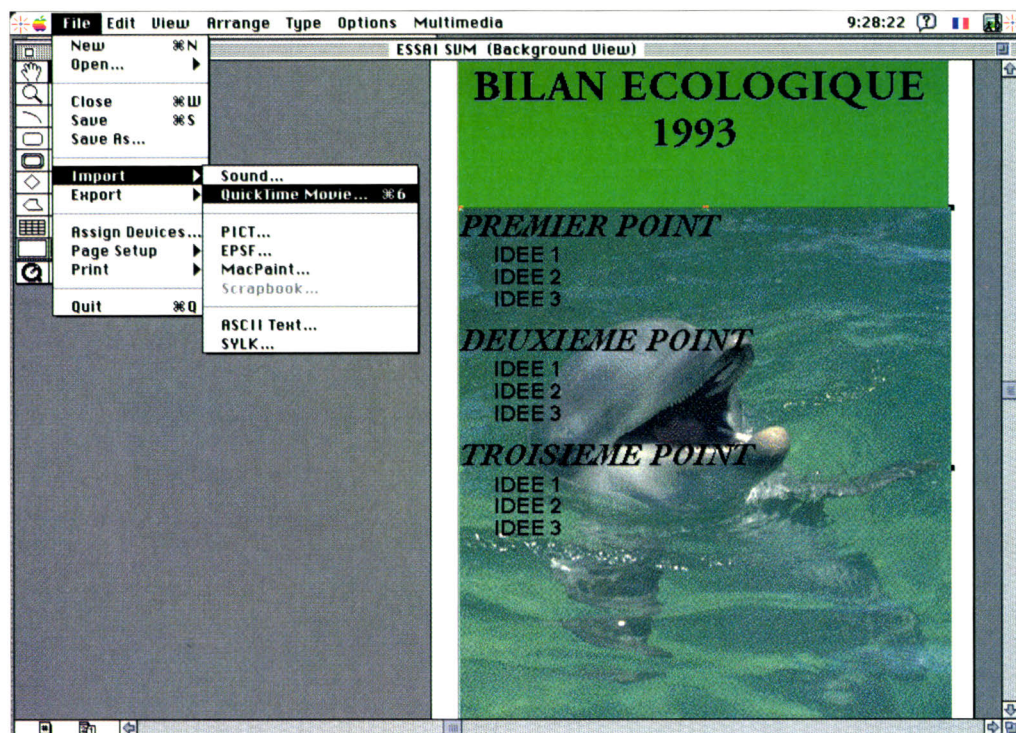 File Edit View Arrange Type Options Multimedia 9:28:22
ESSAI SVM (Background View)
New ⌘N
Open...
Close ⌘W
Save ⌘S
Save As...
Import
Export
Assign Devices...
Page Setup
Print
Quit ⌘Q
Sound...
QuickTime Movie... ⌘6
PICT...
EPSF...
MacPaint...
Scrapbook...
ASCII Text...
SYLK...
BILAN ECOLOGIQUE
1993
PREMIER POINT
IDEE 1
IDEE 2
IDEE 3
DEUXIEME POINT
IDEE 1
IDEE 2
IDEE 3
TROISIEME POINT
IDEE 1
IDEE 2
IDEE 3